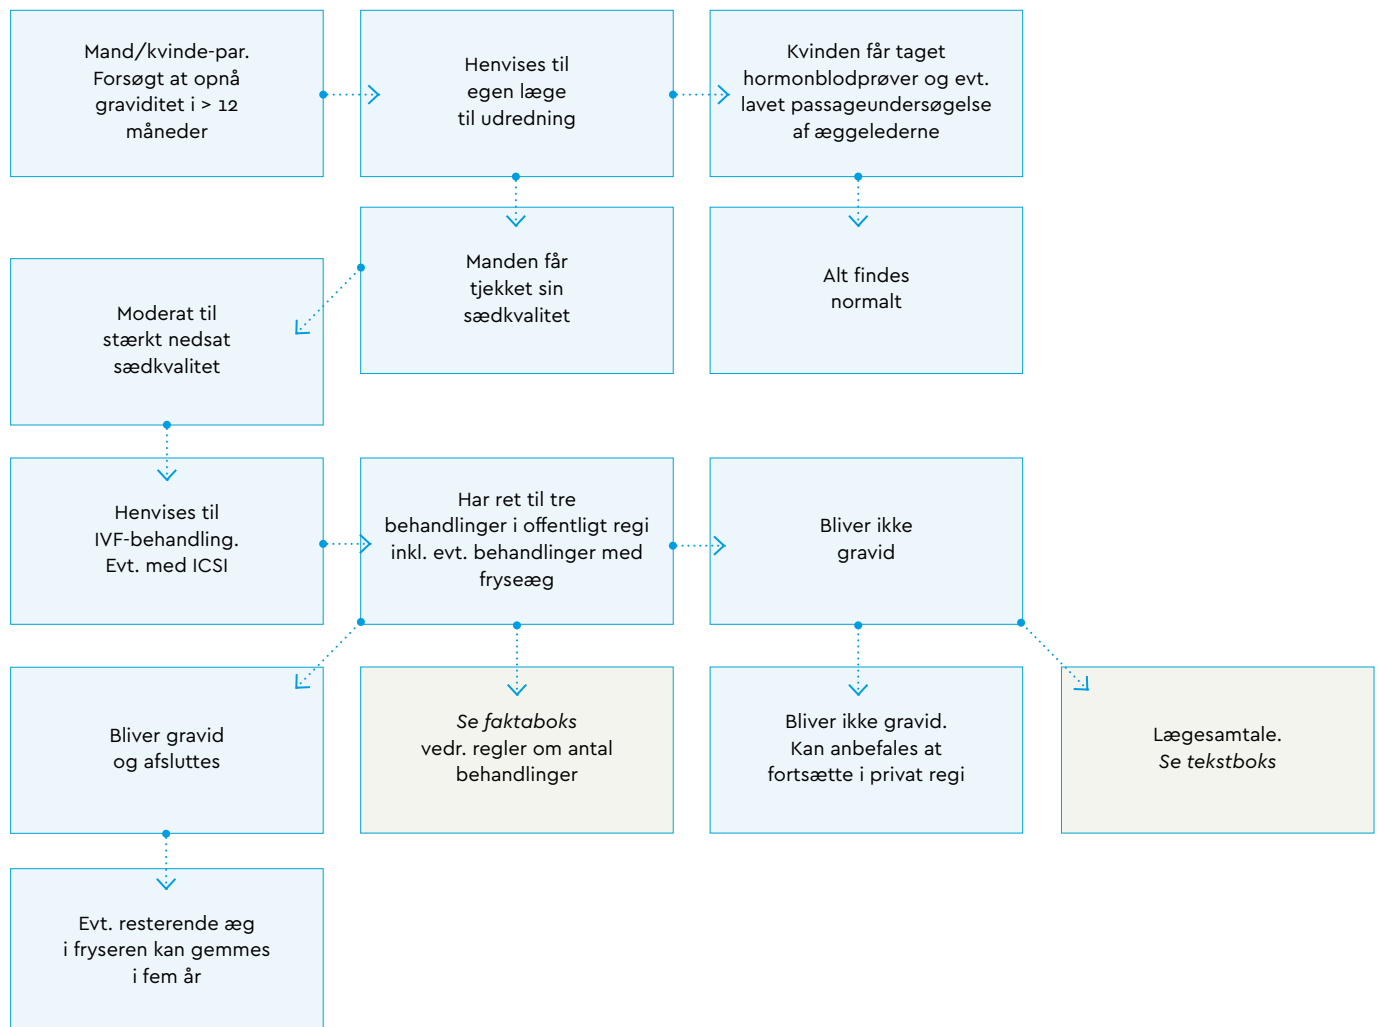 Mand/kvinde-par.
Forsøgt at opnå
graviditet i > 12
måneder
Henvises til
egen læge
til udredning
Kvinden får taget
hormonblodprøver og evt.
lavet passageundersøgelse
af æggelederne
Manden får
tjekket sin
sædkvalitet
Alt findes
normalt
Moderat til
stærkt nedsat
sædkvalitet
Henvises til
IVF-behandling.
Evt. med ICSI
Har ret til tre
behandlinger i offentligt regi
inkl. evt. behandlinger med
fryseæg
Bliver ikke
gravid
Bliver gravid
og afsluttes
Se faktaboks
vedr. regler om antal
behandlinger
Bliver ikke gravid.
Kan anbefales at
fortsætte i privat regi
Lægesamtale.
Se tekstboks
Evt. resterende æg
i fryseren kan gemmes
i fem år